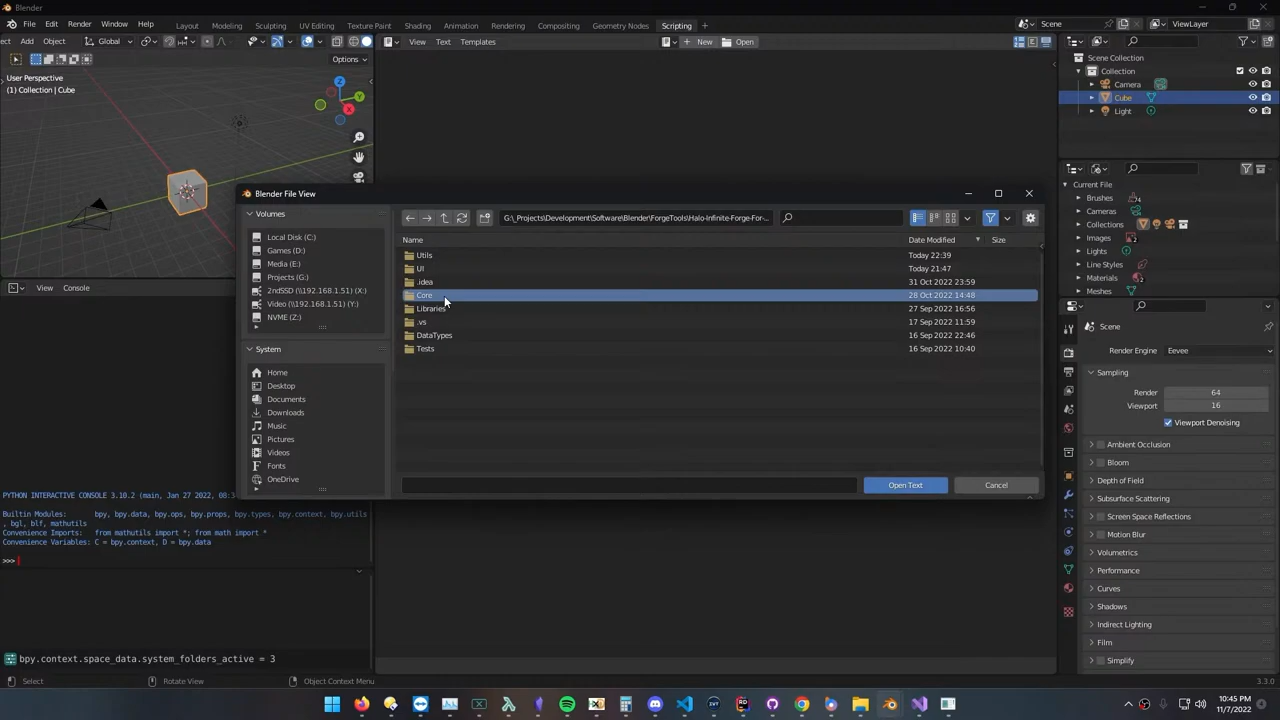 Blender
File Edit Render Window Help Layout Modeling Sculpting UV Editing Texture Paint Shading Animation Rendering Compositing Geometry Nodes Scripting + Scene ViewLayer
ect Add Object Global View Text Templates + New Open
Options
User Perspective
(1) Collection | Cube
Z
Y
X
Scene Collection
Collection
Camera
Cube
Light
Current File
Brushes
Cameras
Collections
Images
Lights
Line Styles
Materials
Meshes
Blender File View
Volumes
Local Disk (C:)
Games (D:)
Media (E:)
Projects (G:)
2ndSSD (\\192.168.1.51) (X:)
Video (\\192.168.1.51) (Y:)
NVME (Z:)
System
Home
Desktop
Documents
Downloads
Music
Pictures
Videos
Fonts
OneDrive
G:\_Projects\Development\Software\Blender\ForgeTools\Halo-Infinite-Forge-For-...
Name Date Modified Size
Utils Today 22:39
UI Today 21:47
.idea 31 Oct 2022 23:59
Core 28 Oct 2022 14:48
Libraries 27 Sep 2022 16:56
.vs 17 Sep 2022 11:59
DataTypes 16 Sep 2022 22:46
Tests 16 Sep 2022 10:40
Open Text Cancel
View Console
PYTHON INTERACTIVE CONSOLE 3.10.2 (main, Jan 27 2022, 08:3
Builtin Modules: bpy, bpy.data, bpy.ops, bpy.props, bpy.types, bpy.context, bpy.utils
, bgl, blf, mathutils
Convenience Imports: from mathutils import *; from math import *
Convenience Variables: C = bpy.context, D = bpy.data
>>>
bpy.context.space_data.system_folders_active = 3
Scene
Render Engine Eevee
Sampling
Render 64
Viewport 16
Viewport Denoising
Ambient Occlusion
Bloom
Depth of Field
Subsurface Scattering
Screen Space Reflections
Motion Blur
Volumetrics
Performance
Curves
Shadows
Indirect Lighting
Film
Simplify
Select Rotate View Object Context Menu 3.3.0
10:45 PM
11/7/2022